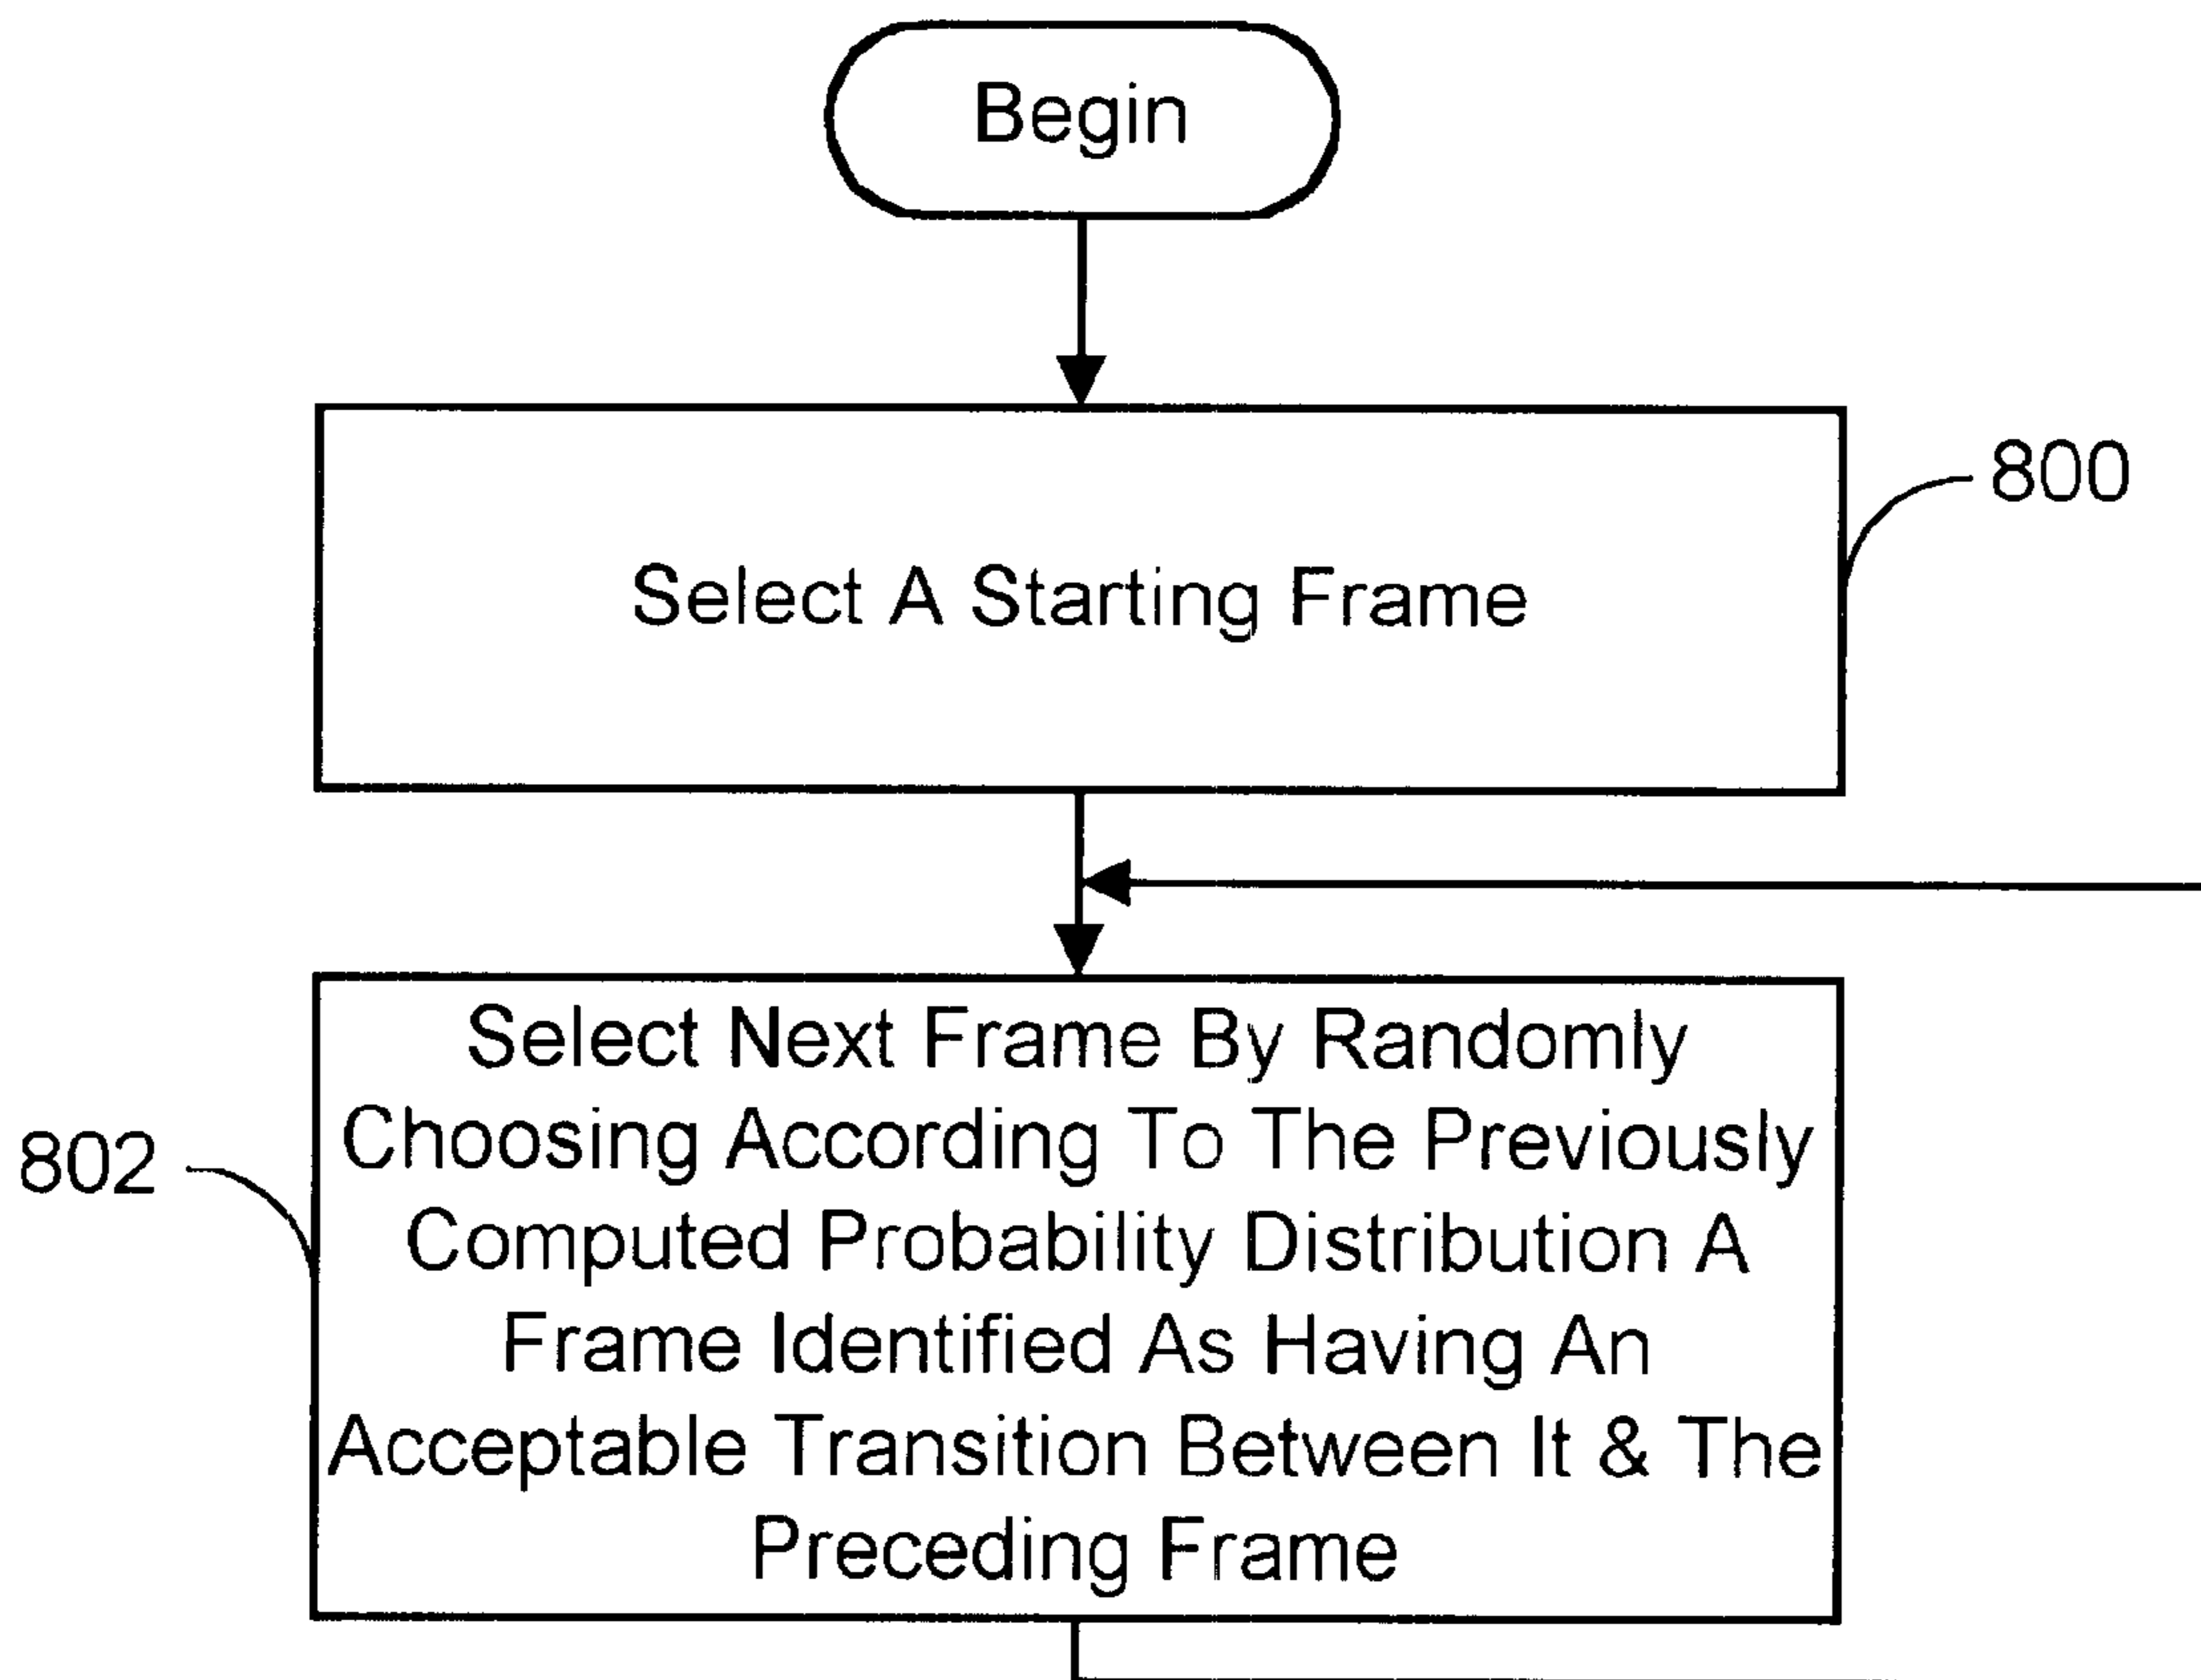 Begin
800
Select A Starting Frame
Select Next Frame By Randomly
Choosing According To The Previously
802
Computed Probability Distribution A
Frame Identified As Having An
Acceptable Transition Between It & The
Preceding Frame